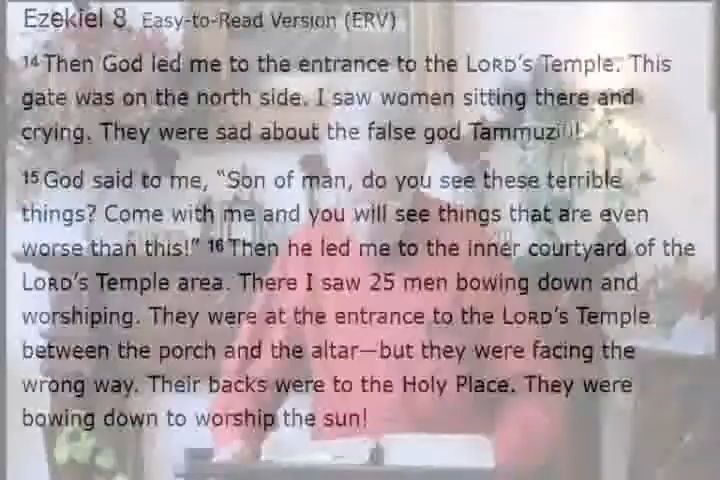 Ezekiel 8 Easy-to-Read Version (ERV)
14 Then God led me to the entrance to the LORD's Temple. This
gate was on the north side. I saw women sitting there and
crying. They were sad about the false god Tammuz!
15 God said to me, "Son of man, do you see these terrible
things? Come with me and you will see things that are even
worse than this!" 16 Then he led me to the inner courtyard of the
LORD's Temple area. There I saw 25 men bowing down and
worshiping. They were at the entrance to the LORD's Temple
between the porch and the altar—but they were facing the
wrong way. Their backs were to the Holy Place. They were
bowing down to worship the sun!